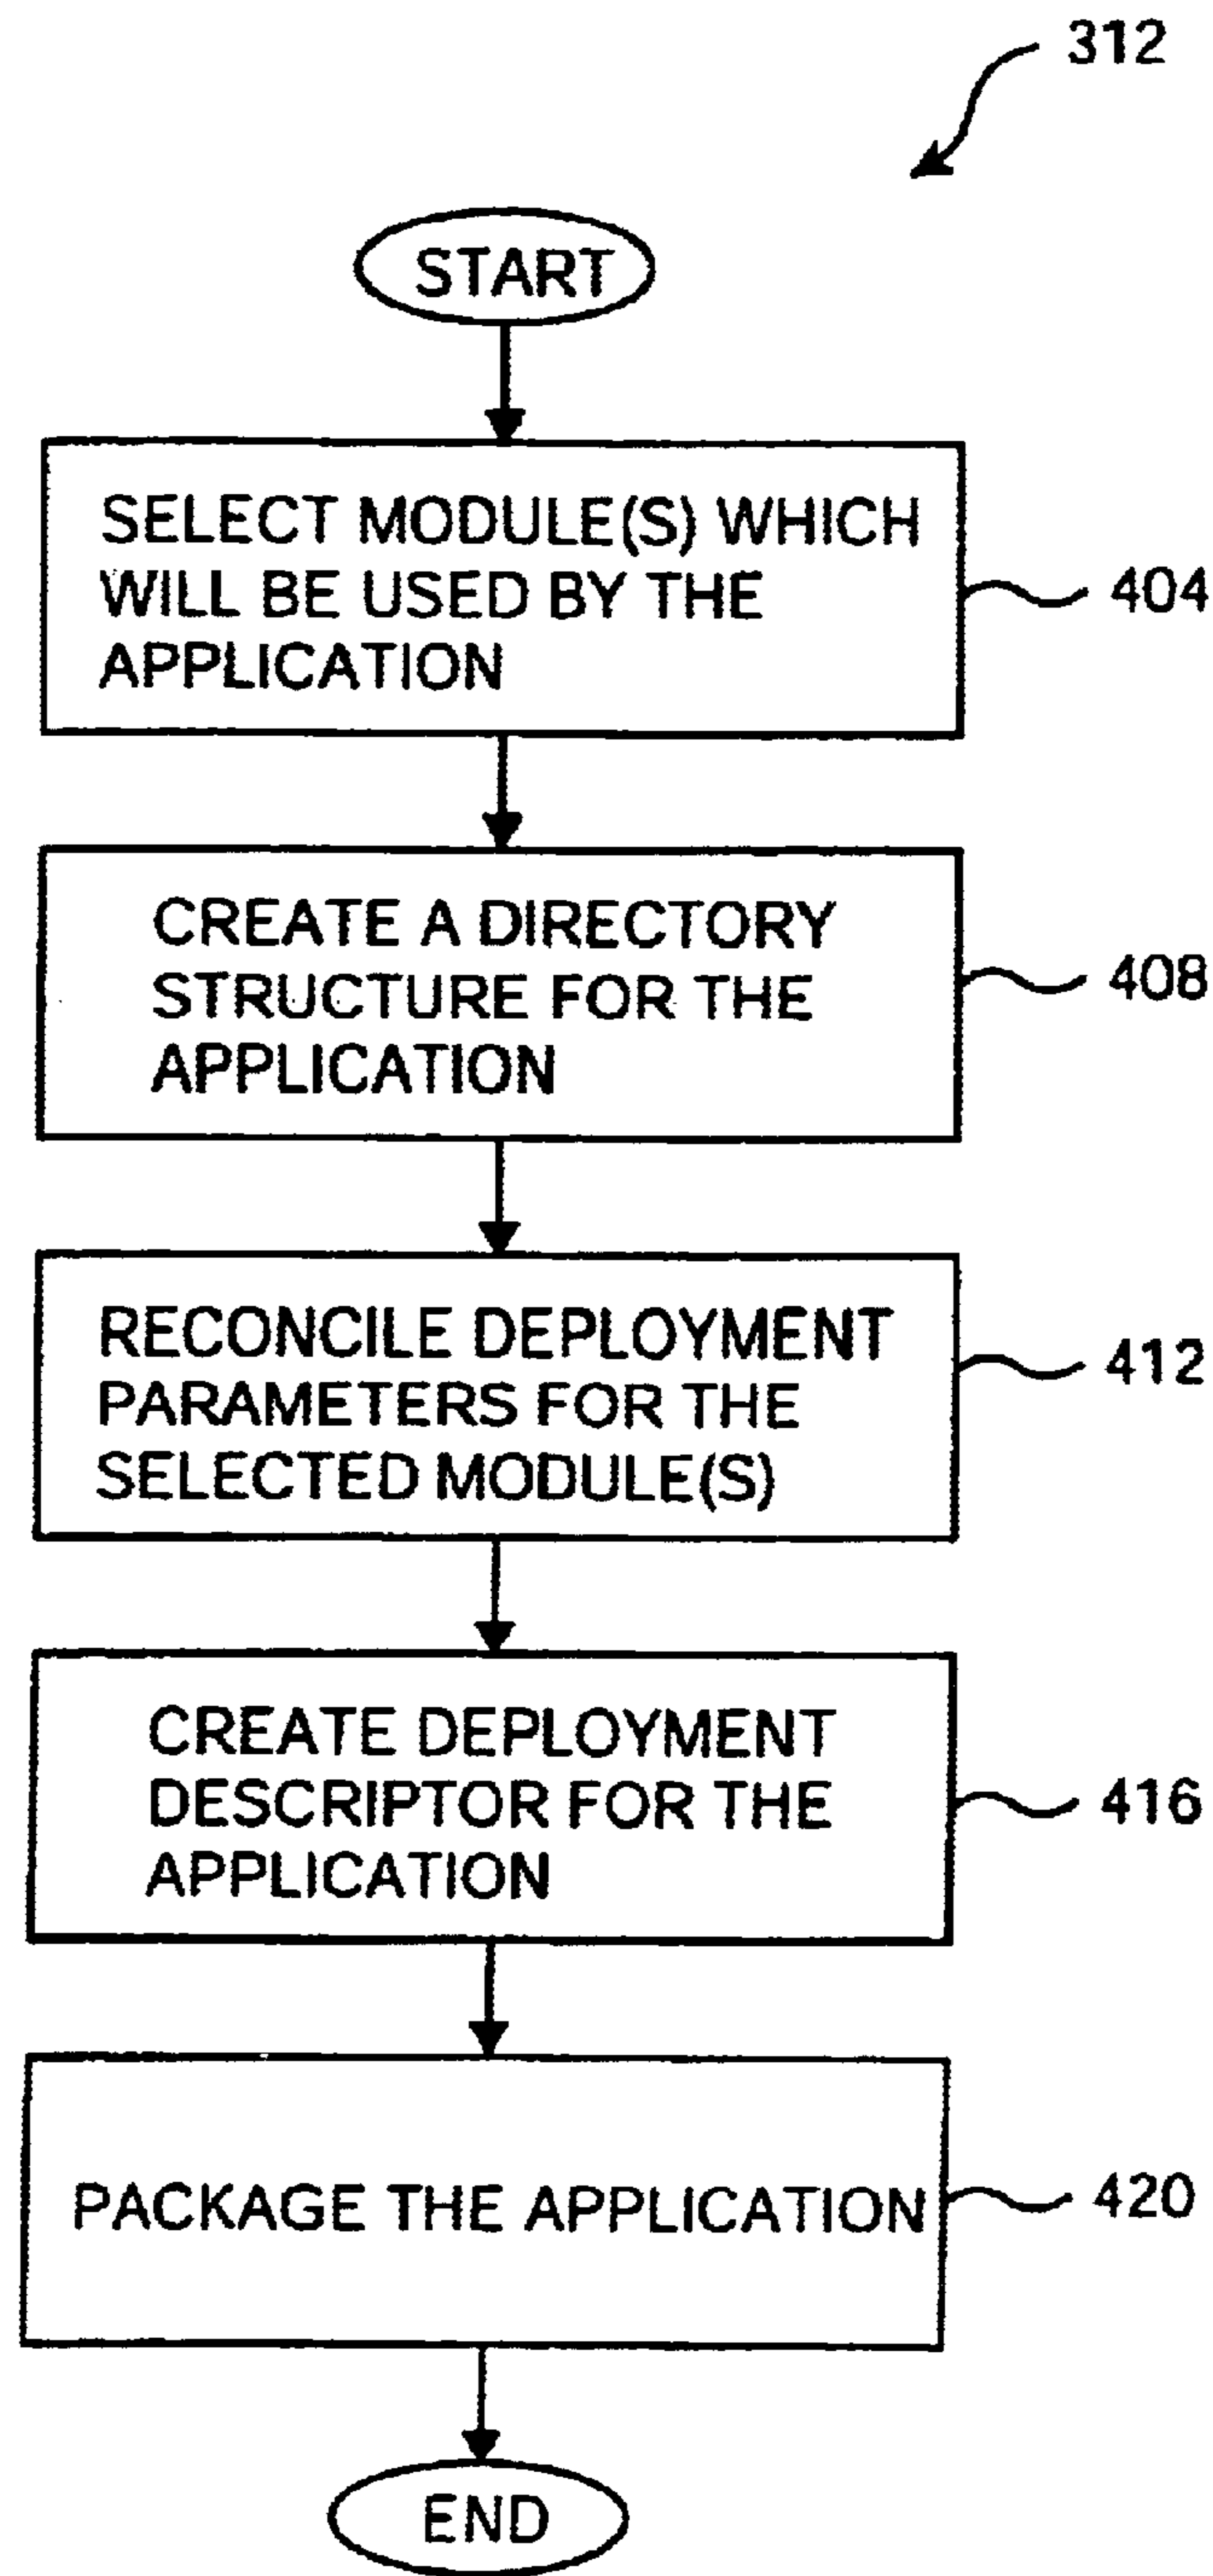 312
START
SELECT MODULE(S) WHICH
WILL BE USED BY THE
APPLICATION
404
CREATE A DIRECTORY
STRUCTURE FOR THE
APPLICATION
408
RECONCILE DEPLOYMENT
PARAMETERS FOR THE
SELECTED MODULE(S)
412
CREATE DEPLOYMENT
DESCRIPTOR FOR THE
APPLICATION
416
PACKAGE THE APPLICATION
420
END